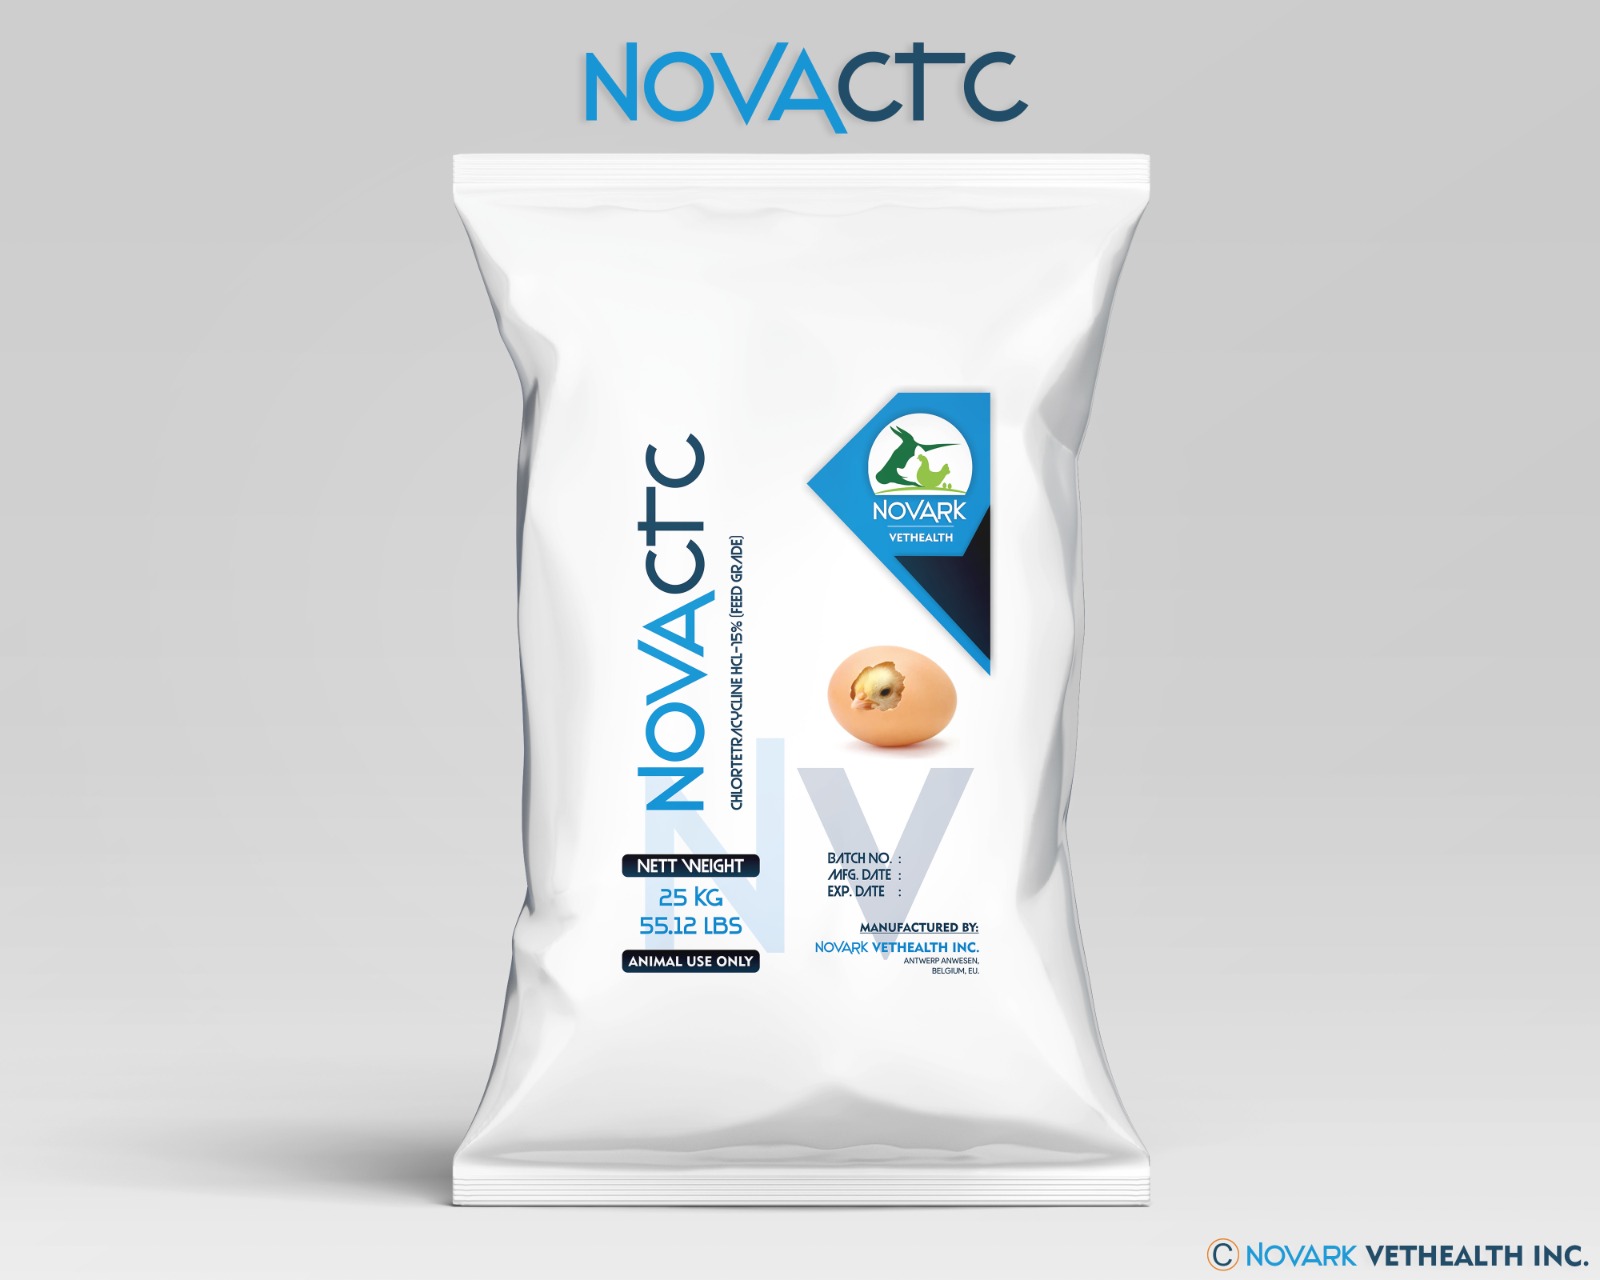 NOVACTC
NOVACTC
CHLORTETRACYCLINE HCL-15% (FEED GRADE)
NOVARK
VETHEALTH
NV
NETT WEIGHT
25 KG
55.12 LBS
ANIMAL USE ONLY
BATCH NO. :
MFG. DATE :
EXP. DATE :
MANUFACTURED BY:
NOVARK VETHEALTH INC.
ANTWERP ANWESEN,
BELGIUM, EU.
© NOVARK VETHEALTH INC.